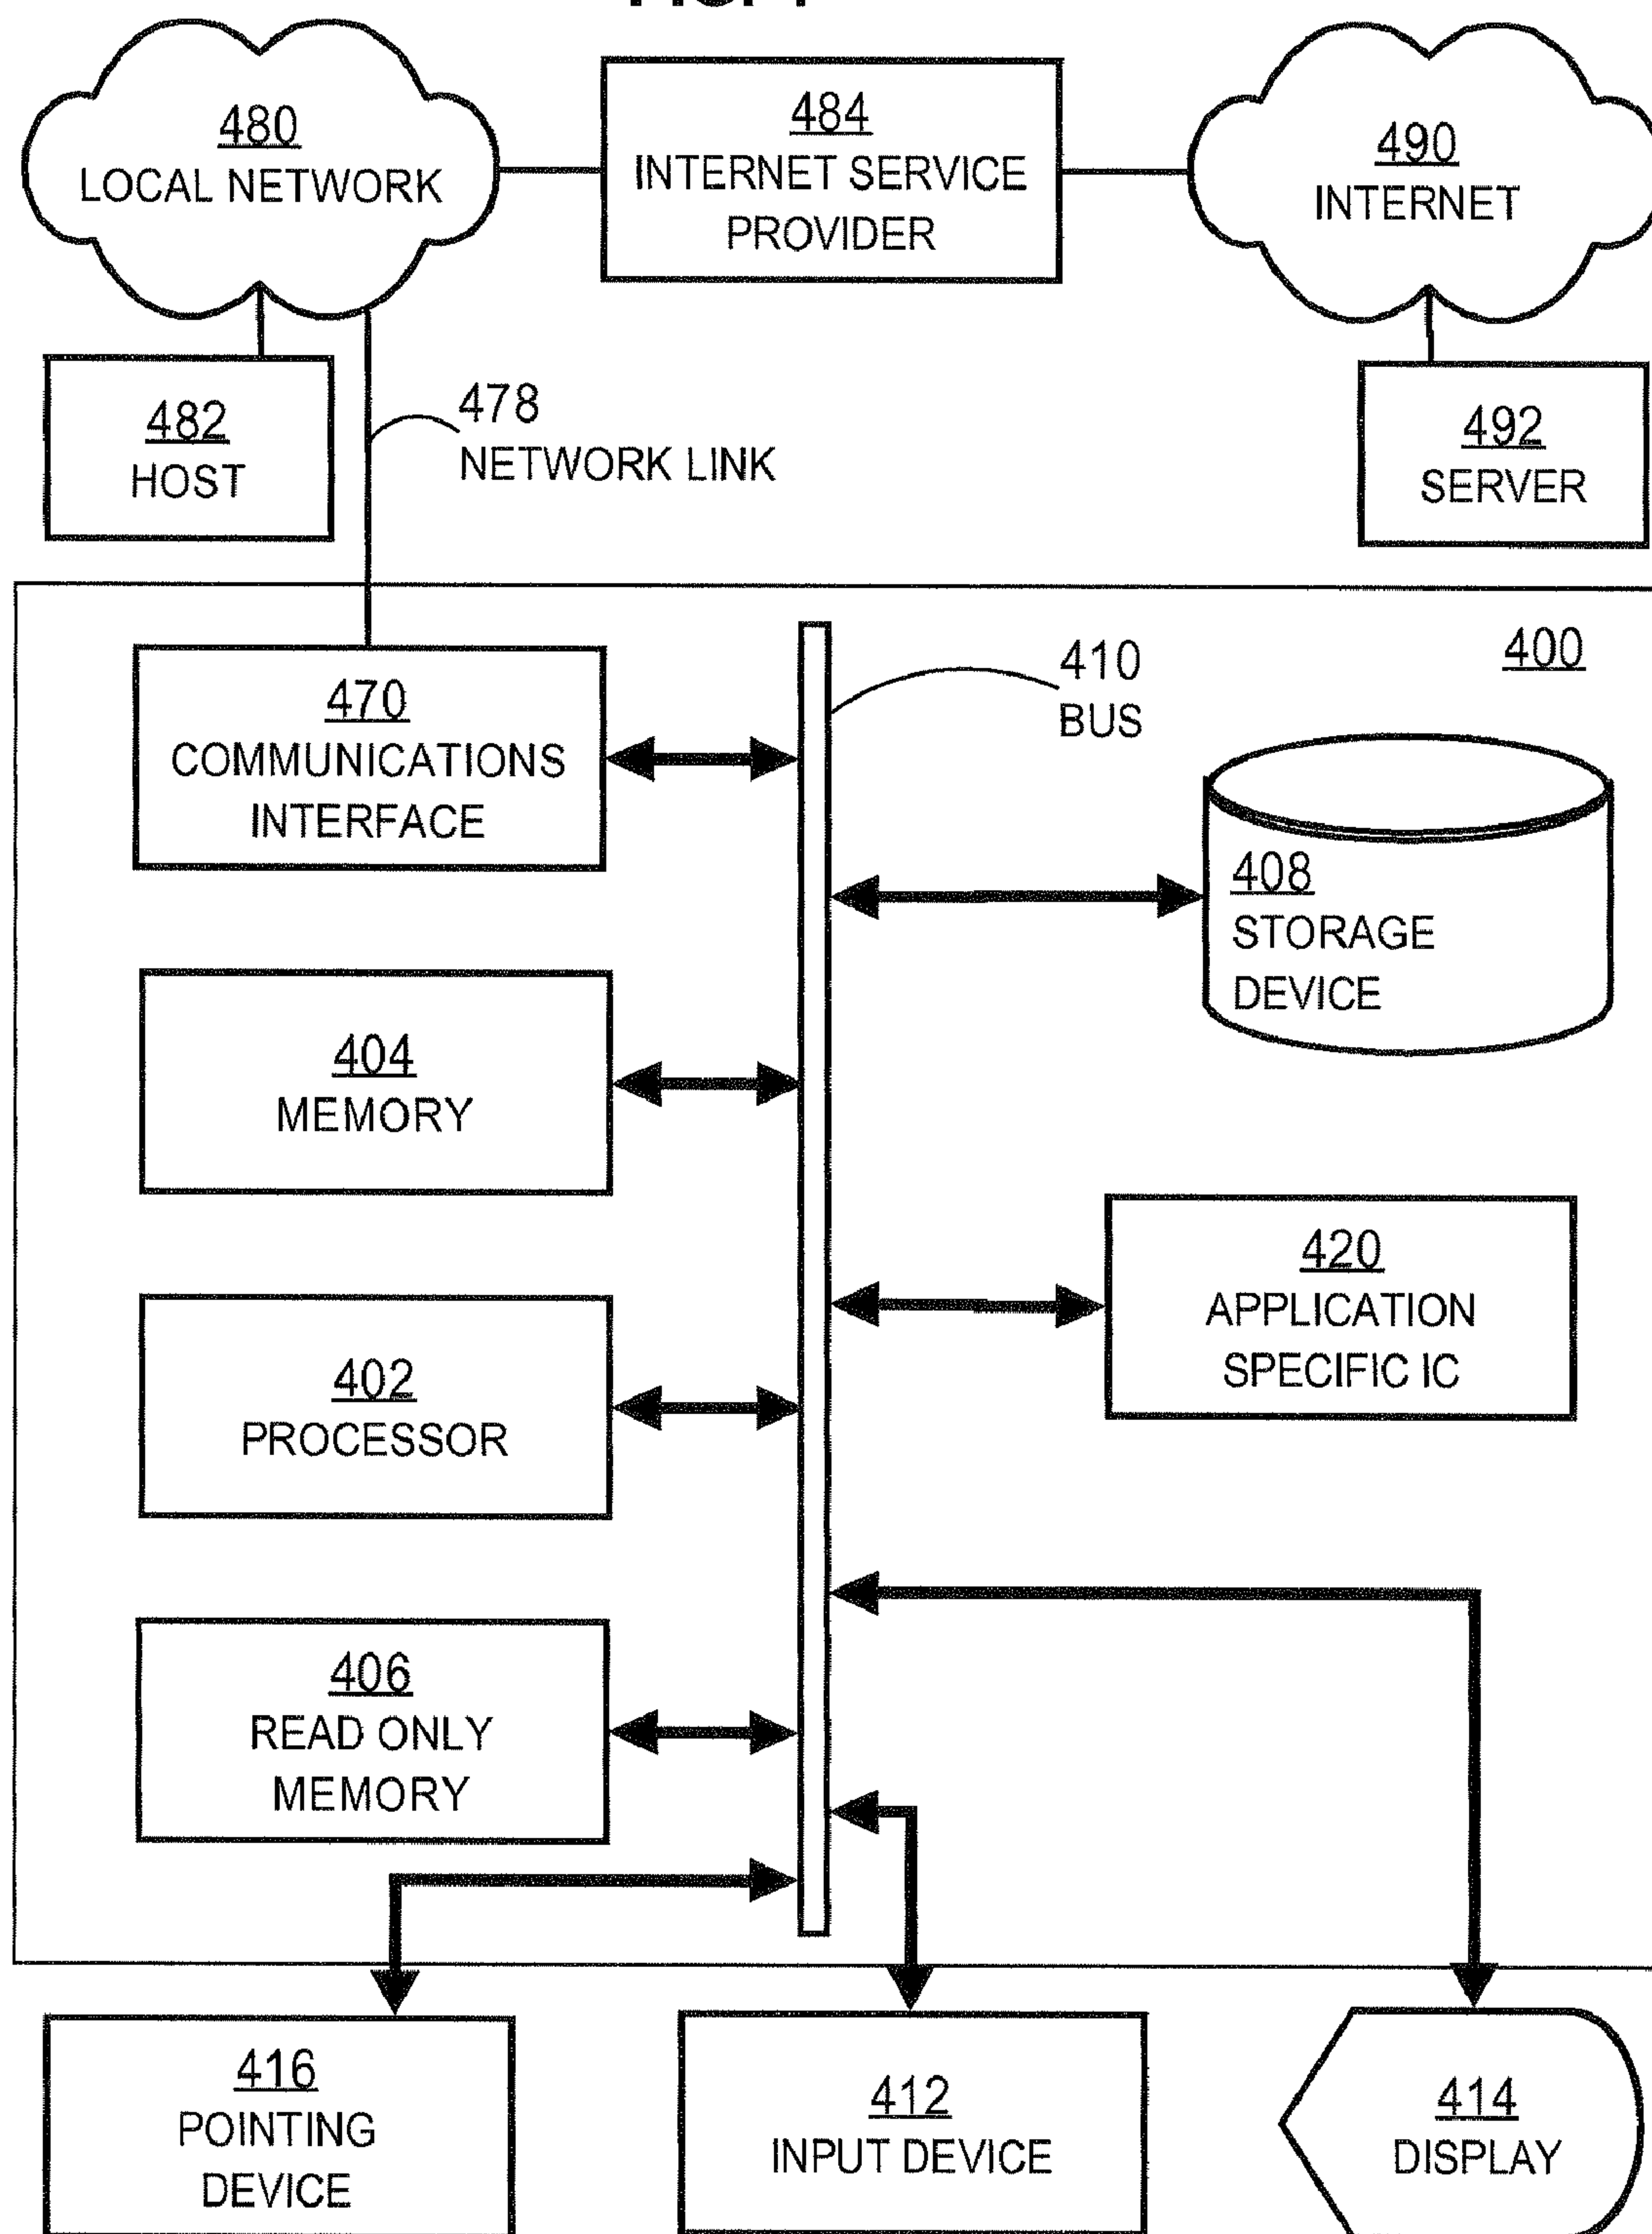 480
LOCAL NETWORK
484
INTERNET SERVICE
PROVIDER
490
INTERNET
482
HOST
478
NETWORK LINK
492
SERVER
400
470
COMMUNICATIONS
INTERFACE
410
BUS
408
STORAGE
DEVICE
404
MEMORY
420
APPLICATION
SPECIFIC IC
402
PROCESSOR
406
READ ONLY
MEMORY
416
POINTING
DEVICE
412
INPUT DEVICE
414
DISPLAY